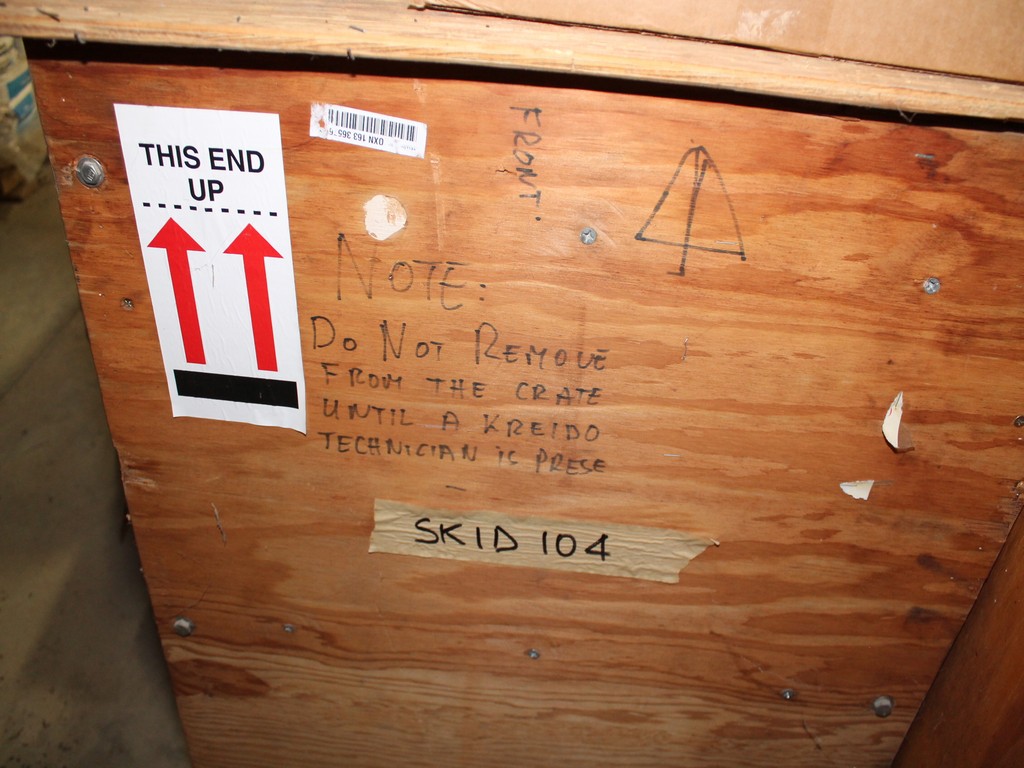 THIS END
UP
FRONT.
NOTE:
DO NOT REMOVE
FROM THE CRATE
UNTIL A KREIDO
TECHNICIAN IS PRESE
SKID 104